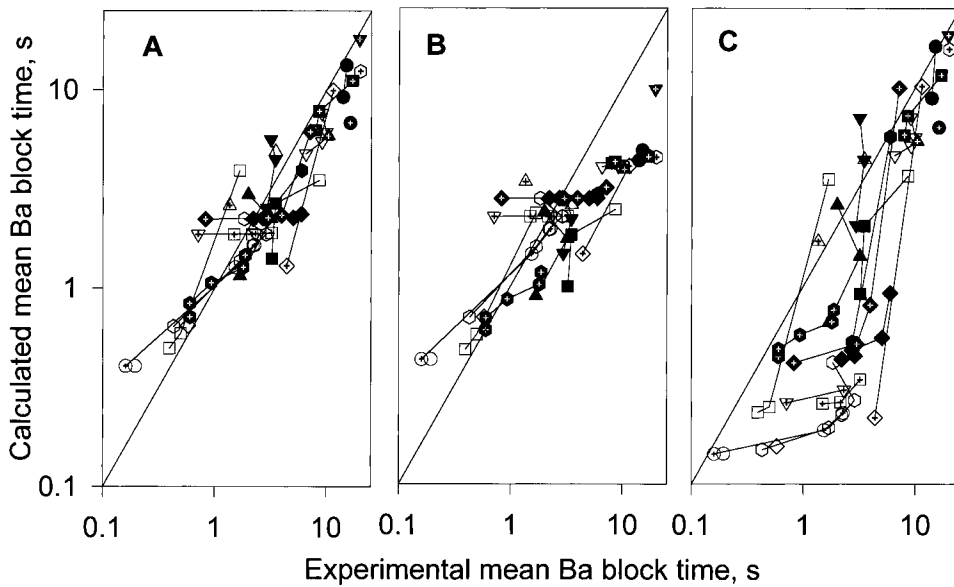 A B C
Calculated mean Ba block time, s
10
1
0.1
0.1 1 10 0.1 1 10 0.1 1 10
Experimental mean Ba block time, s